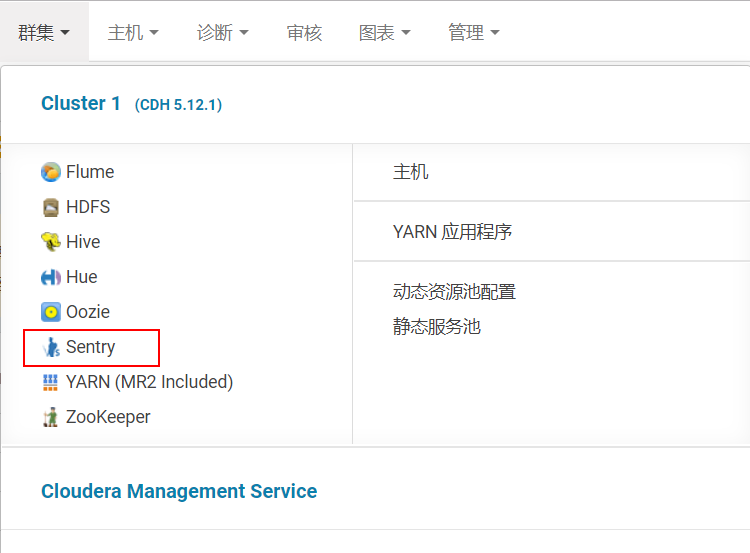 群集 主机 诊断 审核 图表 管理
Cluster 1 (CDH 5.12.1)
Flume
HDFS
Hive
Hue
Oozie
Sentry
YARN (MR2 Included)
ZooKeeper
主机
YARN 应用程序
动态资源池配置
静态服务池
Cloudera Management Service